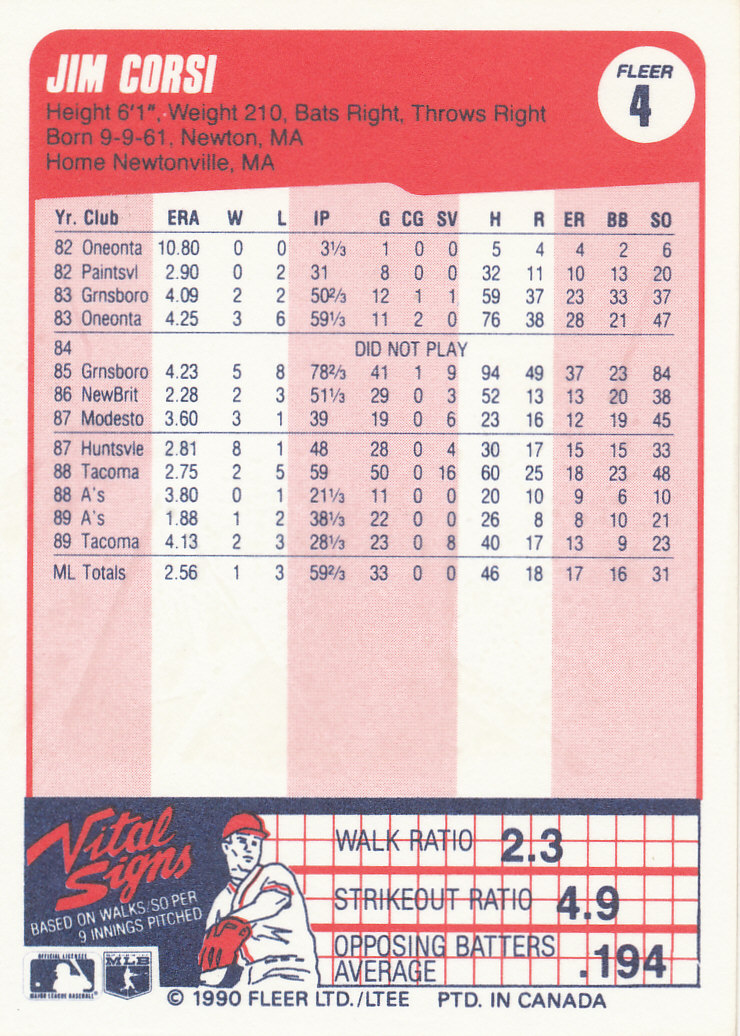 JIM CORSI
FLEER
4
Height 6'1", Weight 210, Bats Right, Throws Right
Born 9-9-61, Newton, MA
Home Newtonville, MA
Yr. Club ERA W L IP G CG SV H R ER BB SO
82 Oneonta 10.80 0 0 3⅓ 1 0 0 5 4 4 2 6
82 Paintsvl 2.90 0 2 31 8 0 0 32 11 10 13 20
83 Grnsboro 4.09 2 2 50⅔ 12 1 1 59 37 23 33 37
83 Oneonta 4.25 3 6 59⅓ 11 2 0 76 38 28 21 47
84 DID NOT PLAY
85 Grnsboro 4.23 5 8 78⅔ 41 1 9 94 49 37 23 84
86 NewBrit 2.28 2 3 51⅓ 29 0 3 52 13 13 20 38
87 Modesto 3.60 3 1 39 19 0 6 23 16 12 19 45
87 Huntsvle 2.81 8 1 48 28 0 4 30 17 15 15 33
88 Tacoma 2.75 2 5 59 50 0 16 60 25 18 23 48
88 A's 3.80 0 1 21⅓ 11 0 0 20 10 9 6 10
89 A's 1.88 1 2 38⅓ 22 0 0 26 8 8 10 21
89 Tacoma 4.13 2 3 28⅓ 23 0 8 40 17 13 9 23
ML Totals 2.56 1 3 59⅔ 33 0 0 46 18 17 16 31
Vital
Signs
BASED ON WALKS/SO PER
9 INNINGS PITCHED
WALK RATIO 2.3
STRIKEOUT RATIO 4.9
OPPOSING BATTERS
AVERAGE .194
OFFICIAL LICENSEE
MAJOR LEAGUE BASEBALL
MLB
© 1990 FLEER LTD./LTEE PTD. IN CANADA